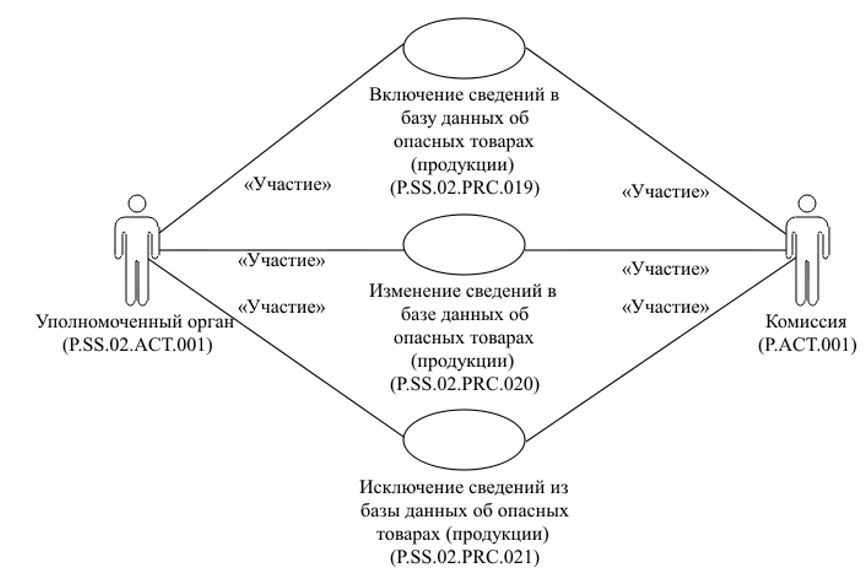 Включение сведений в
базу данных об
опасных товарах
(продукции)
(P.SS.02.PRC.019)
«Участие»
«Участие»
«Участие»
«Участие»
Изменение сведений в
базе данных об
опасных товарах
(продукции)
(P.SS.02.PRC.020)
«Участие»
«Участие»
Уполномоченный орган
(P.SS.02.ACT.001)
Комиссия
(P.ACT.001)
Исключение сведений из
базы данных об опасных
товарах (продукции)
(P.SS.02.PRC.021)